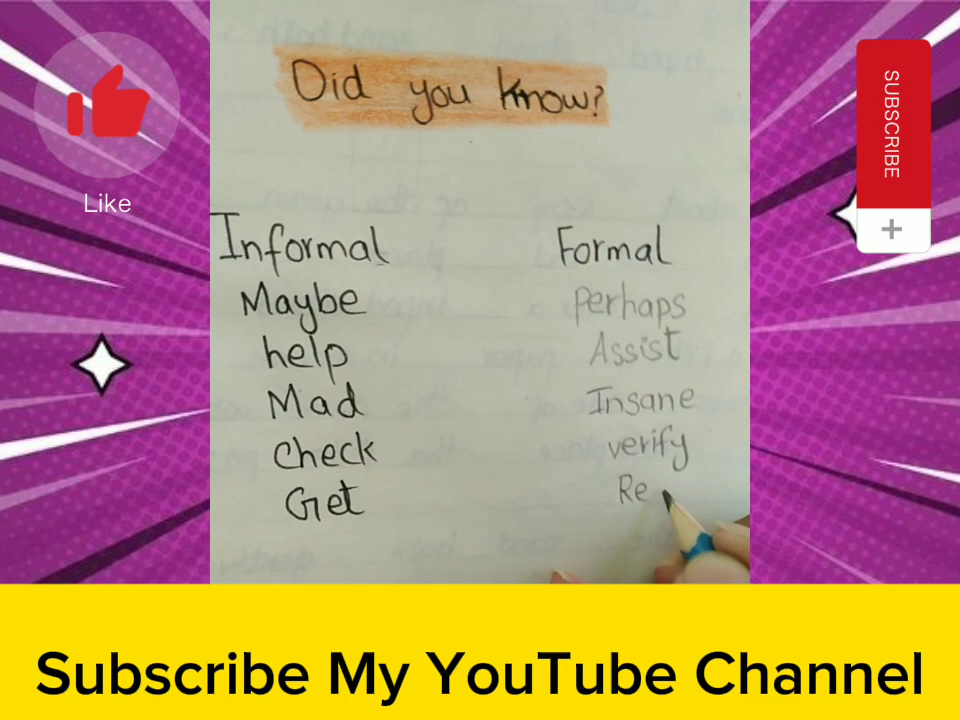 Did you know?
Like
SUBSCRIBE
Informal Formal
Maybe Perhaps
help Assist
Mad Insane
check verify
Get Re
Subscribe My YouTube Channel